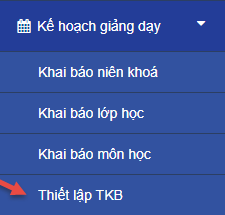 Kế hoạch giảng dạy
Khai báo niên khoá
Khai báo lớp học
Khai báo môn học
Thiết lập TKB